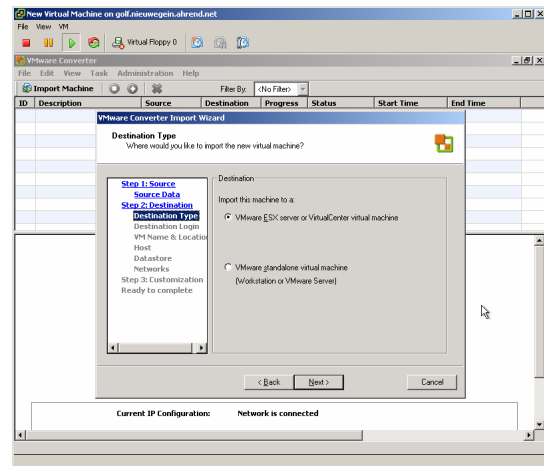 New Virtual Machine on golf.nieuwegein.ahrend.net
File View VM
Virtual Floppy 0
VMware Converter
File Edit View Task Administration Help
Import Machine Filter By: <No Filter>
ID Description Source Destination Progress Status Start Time End Time
VMware Converter Import Wizard
Destination Type
Where would you like to import the new virtual machine?
Step 1: Source
Source Data
Step 2: Destination
Destination Type
Destination Login
VM Name & Locatio
Host
Datastore
Networks
Step 3: Customization
Ready to complete
Destination
Import this machine to a:
VMware ESX server or VirtualCenter virtual machine
VMware standalone virtual machine
(Workstation or VMware Server)
< Back Next > Cancel
Current IP Configuration: Network is connected